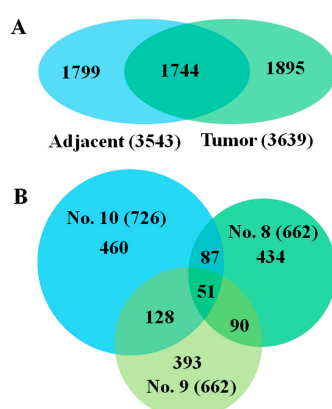 A
1799 1744 1895
Adjacent (3543) Tumor (3639)
B
No. 10 (726)
460
No. 8 (662)
87
434
51
128
90
393
No. 9 (662)